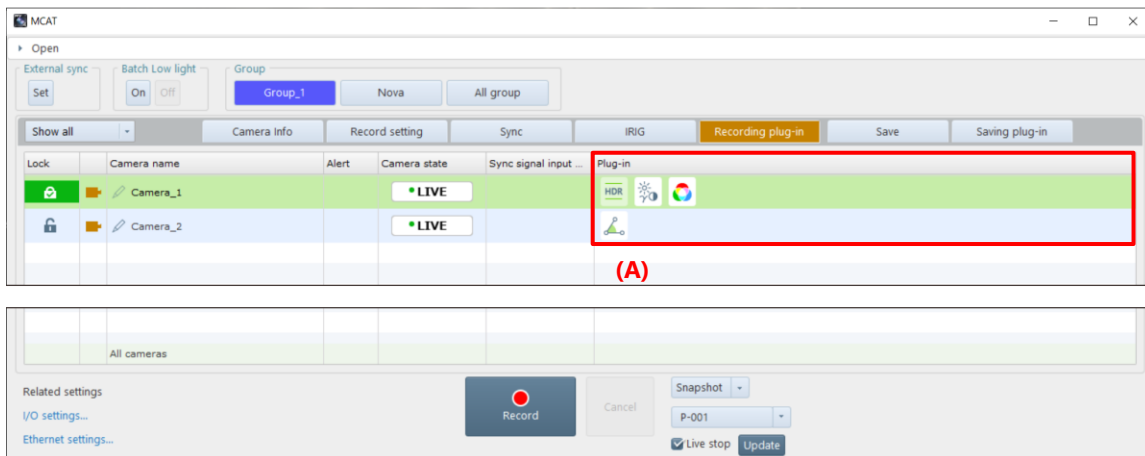 MCAT
Open
External sync Batch Low light Group
Set On Off Group_1 Nova All group
Show all Camera Info Record setting Sync IRIG Recording plug-in Save Saving plug-in
Lock Camera name Alert Camera state Sync signal input ... Plug-in
Camera_1 LIVE HDR
Camera_2 LIVE
(A)
All cameras
Related settings
I/O settings...
Ethernet settings...
Record
Cancel
Snapshot
P-001
Live stop Update